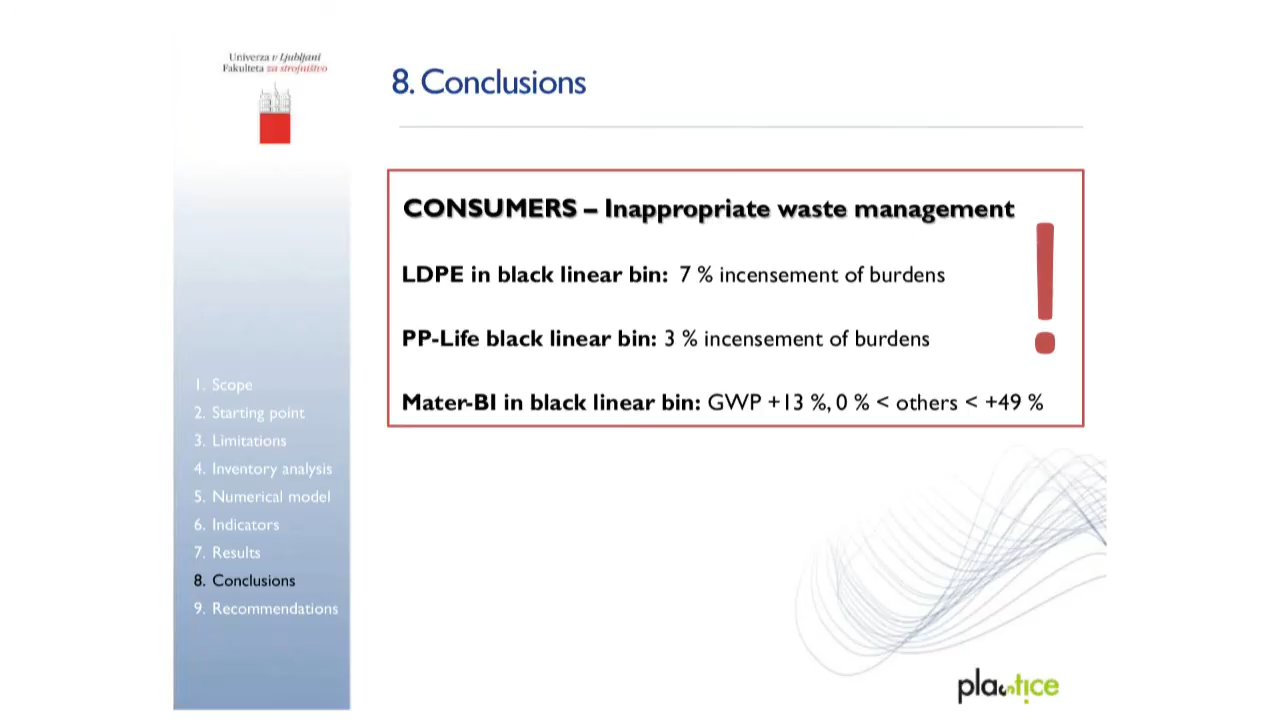 Univerza v Ljubljani
Fakulteta za strojništvo
8. Conclusions
CONSUMERS – Inappropriate waste management
LDPE in black linear bin: 7 % incensement of burdens
PP-Life black linear bin: 3 % incensement of burdens
Mater-BI in black linear bin: GWP +13 %, 0 % < others < +49 %
!
1. Scope
2. Starting point
3. Limitations
4. Inventory analysis
5. Numerical model
6. Indicators
7. Results
8. Conclusions
9. Recommendations
plastice